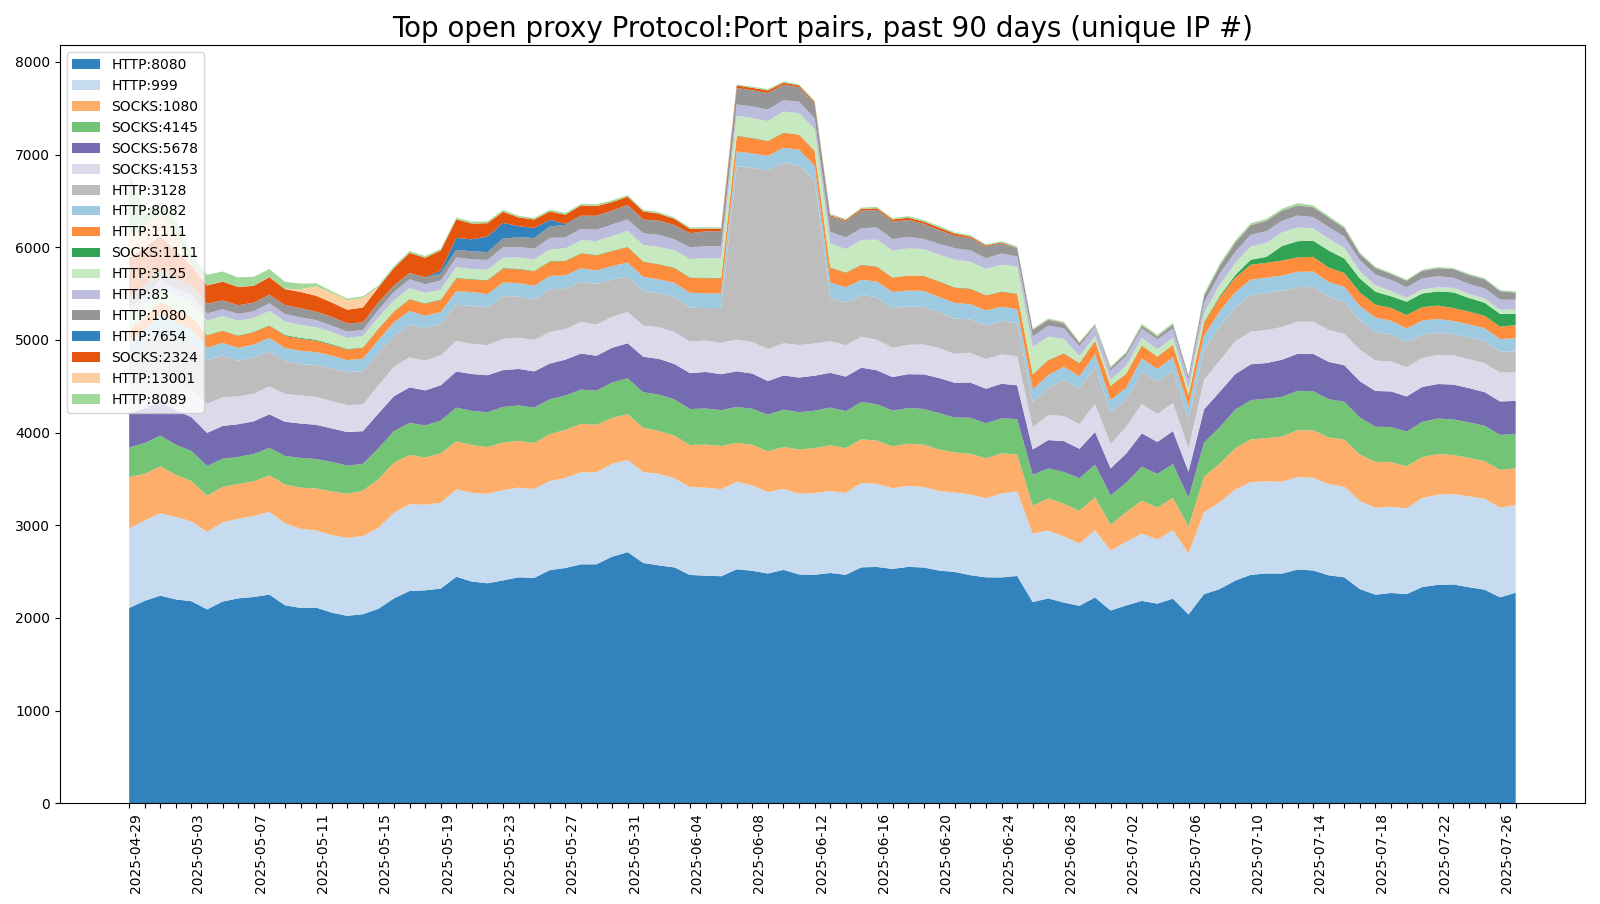 Top open proxy Protocol:Port pairs, past 90 days (unique IP #)
8000
7000
6000
5000
4000
3000
2000
1000
0
HTTP:8080
HTTP:999
SOCKS:1080
SOCKS:4145
SOCKS:5678
SOCKS:4153
HTTP:3128
HTTP:8082
HTTP:1111
SOCKS:1111
HTTP:3125
HTTP:83
HTTP:1080
HTTP:7654
SOCKS:2324
HTTP:13001
HTTP:8089
2025-04-29
2025-05-03
2025-05-07
2025-05-11
2025-05-15
2025-05-19
2025-05-23
2025-05-27
2025-05-31
2025-06-04
2025-06-08
2025-06-12
2025-06-16
2025-06-20
2025-06-24
2025-06-28
2025-07-02
2025-07-06
2025-07-10
2025-07-14
2025-07-18
2025-07-22
2025-07-26